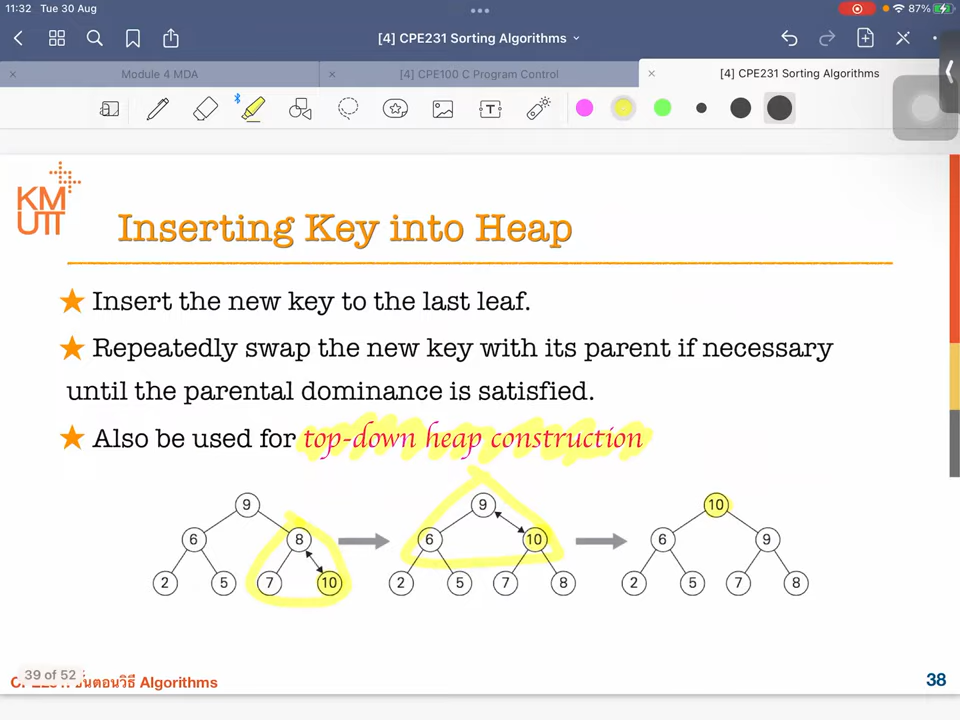 11:32 Tue 30 Aug
87%
[4] CPE231 Sorting Algorithms
Module 4 MDA
[4] CPE100 C Program Control
[4] CPE231 Sorting Algorithms
KM
UTT
Inserting Key into Heap
Insert the new key to the last leaf.
Repeatedly swap the new key with its parent if necessary
until the parental dominance is satisfied.
Also be used for top-down heap construction
9 9 10
6 8 6 10 6 9
2 5 7 10 2 5 7 8 2 5 7 8
39 of 52
Algorithms
38